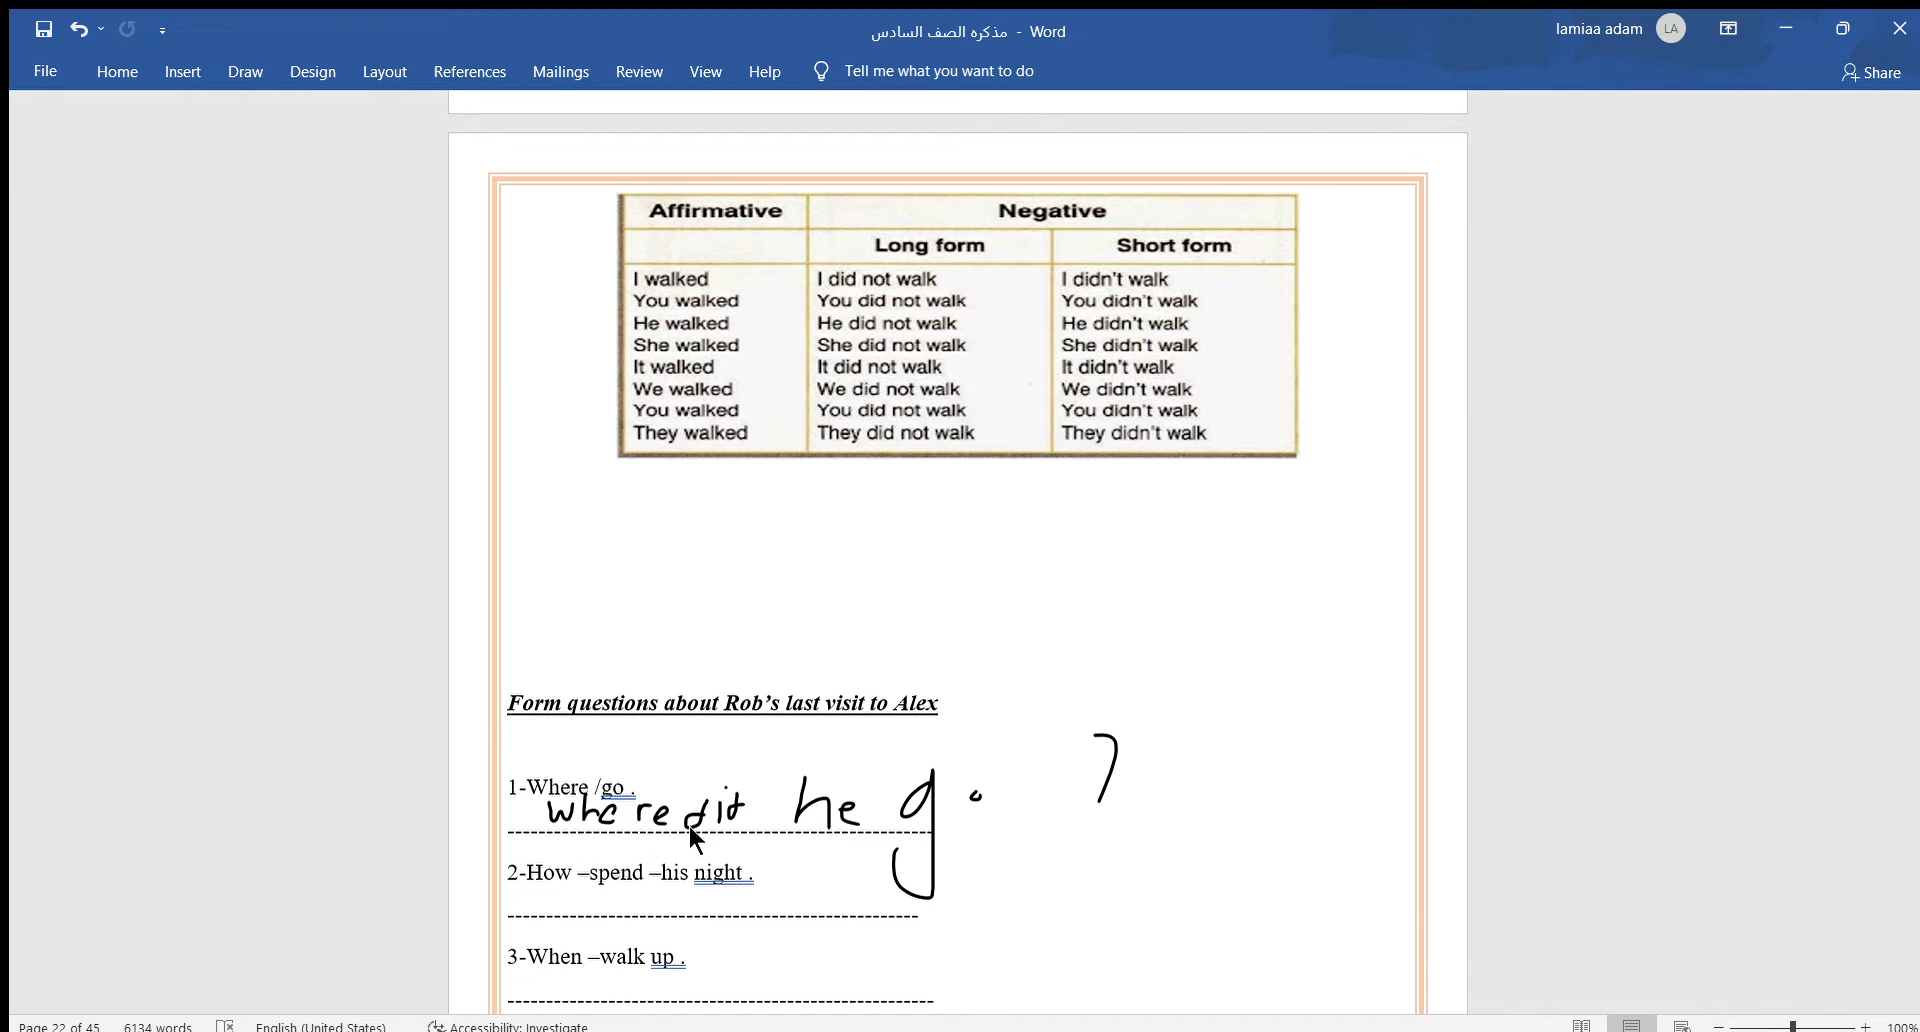 مذكره الصف السادس - Word
lamiaa adam LA
File Home Insert Draw Design Layout References Mailings Review View Help Tell me what you want to do Share
Affirmative Negative
Long form Short form
I walked I did not walk I didn't walk
You walked You did not walk You didn't walk
He walked He did not walk He didn't walk
She walked She did not walk She didn't walk
It walked It did not walk It didn't walk
We walked We did not walk We didn't walk
You walked You did not walk You didn't walk
They walked They did not walk They didn't walk
Form questions about Rob's last visit to Alex
1-Where /go .
where did he go ?
-------------------------------------------------------
2-How –spend –his night .
-----------------------------------------------------
3-When –walk up .
-------------------------------------------------------
Page 22 of 45 6134 words English (United States) Accessibility: Investigate 100%